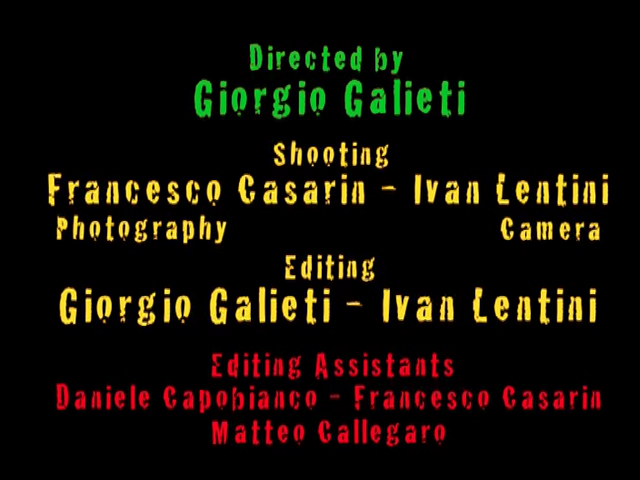 Directed by
Giorgio Galieti
Shooting
Francesco Casarin - Ivan Lentini
Photography Camera
Editing
Giorgio Galieti - Ivan Lentini
Editing Assistants
Daniele Capobianco - Francesco Casarin
Matteo Callegaro